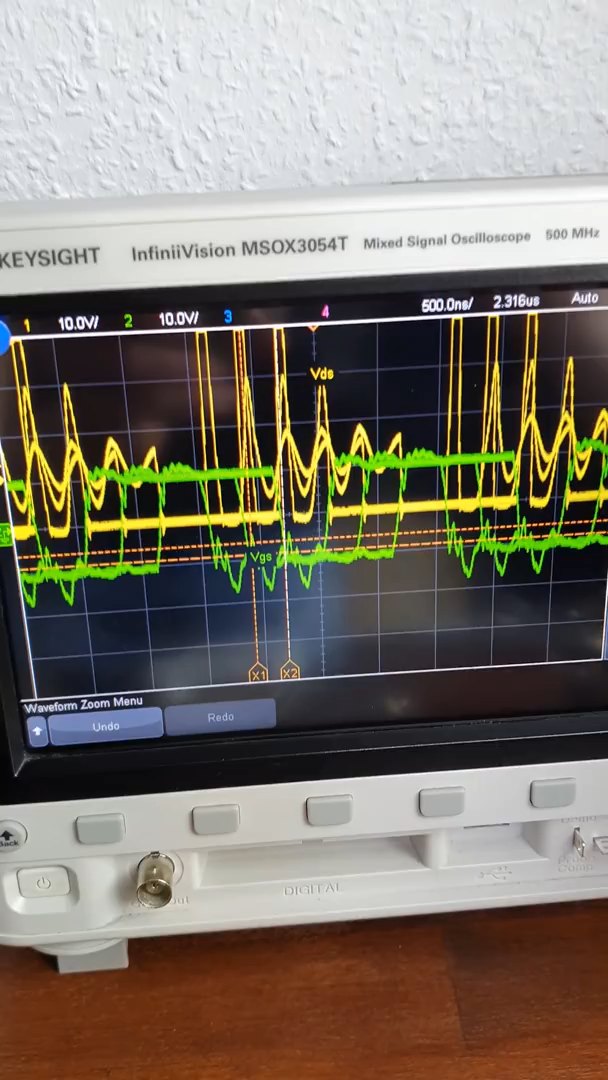 KEYSIGHT InfiniiVision MSOX3054T Mixed Signal Oscilloscope 500 MHz
1 10.0V/ 2 10.0V/ 3 4 500.0ns/ 2.316us Auto
Vds
Vgs
X1 X2
Waveform Zoom Menu
Undo Redo
Back
DIGITAL